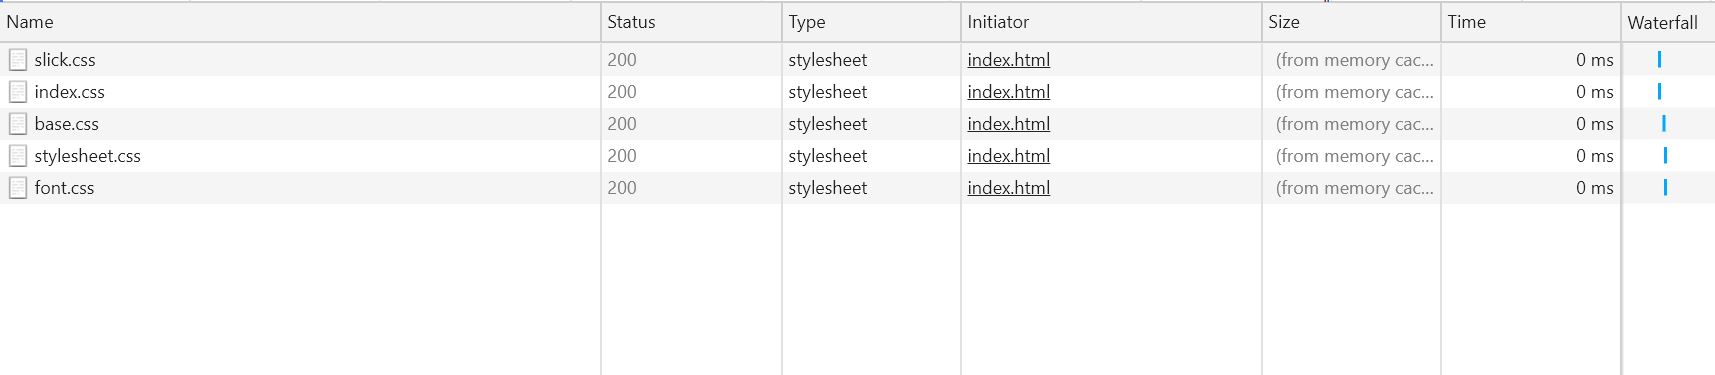 Name Status Type Initiator Size Time Waterfall
slick.css 200 stylesheet index.html (from memory cac... 0 ms
index.css 200 stylesheet index.html (from memory cac... 0 ms
base.css 200 stylesheet index.html (from memory cac... 0 ms
stylesheet.css 200 stylesheet index.html (from memory cac... 0 ms
font.css 200 stylesheet index.html (from memory cac... 0 ms